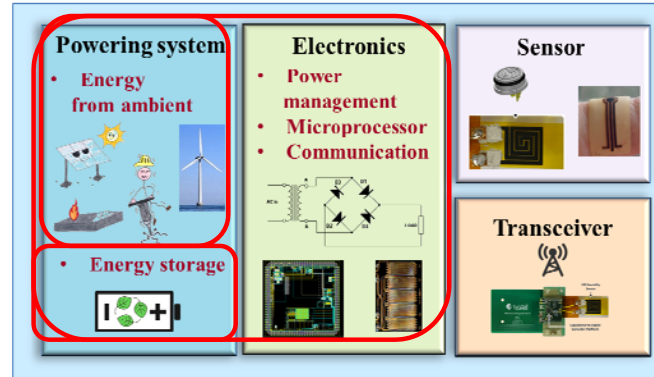 Powering system
• Energy
from ambient
• Energy storage
Electronics
• Power
management
• Microprocessor
• Communication
Sensor
Transceiver